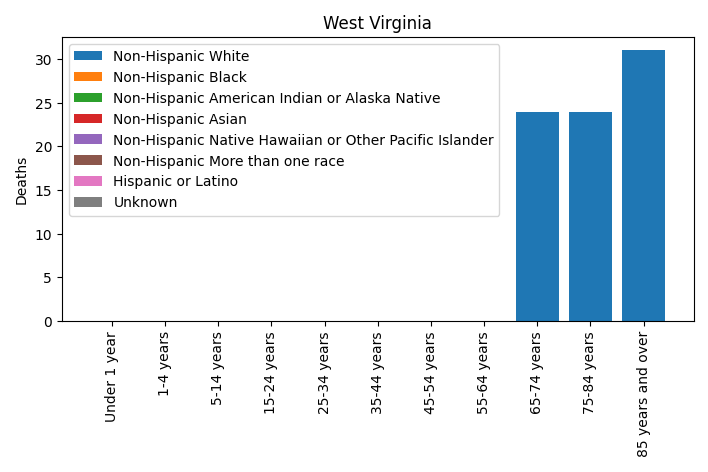 West Virginia
Non-Hispanic White
Non-Hispanic Black
Non-Hispanic American Indian or Alaska Native
Non-Hispanic Asian
Non-Hispanic Native Hawaiian or Other Pacific Islander
Non-Hispanic More than one race
Hispanic or Latino
Unknown
Deaths
30
25
20
15
10
5
0
Under 1 year
1-4 years
5-14 years
15-24 years
25-34 years
35-44 years
45-54 years
55-64 years
65-74 years
75-84 years
85 years and over